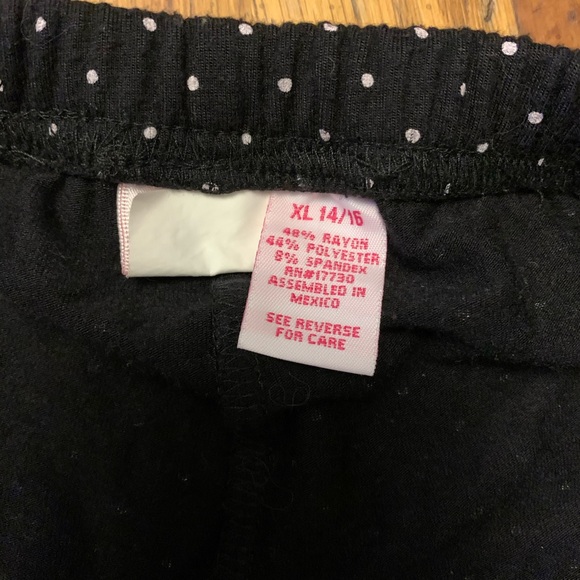 XL 14/16
48% RAYON
44% POLYESTER
8% SPANDEX
RN#17730
ASSEMBLED IN
MEXICO
SEE REVERSE
FOR CARE